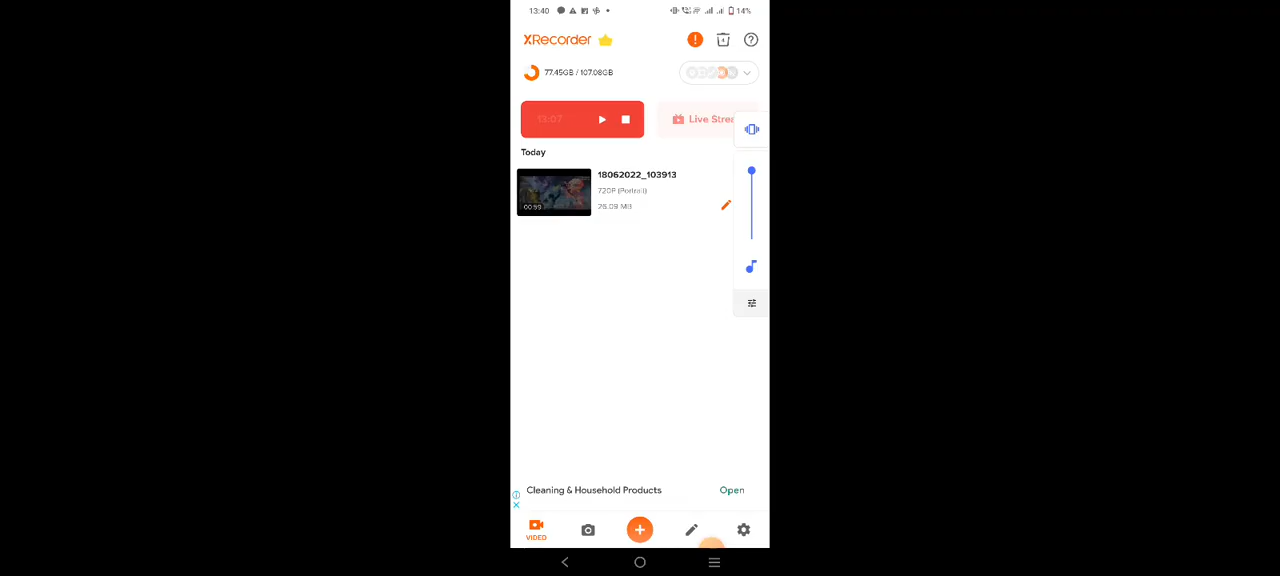 13:40
14%
XRecorder
77.45GB / 107.08GB
13:07
Live Strea
Today
18062022_103913
720P (Portrait)
26.09 MB
00:59
Cleaning & Household Products
Open
VIDEO